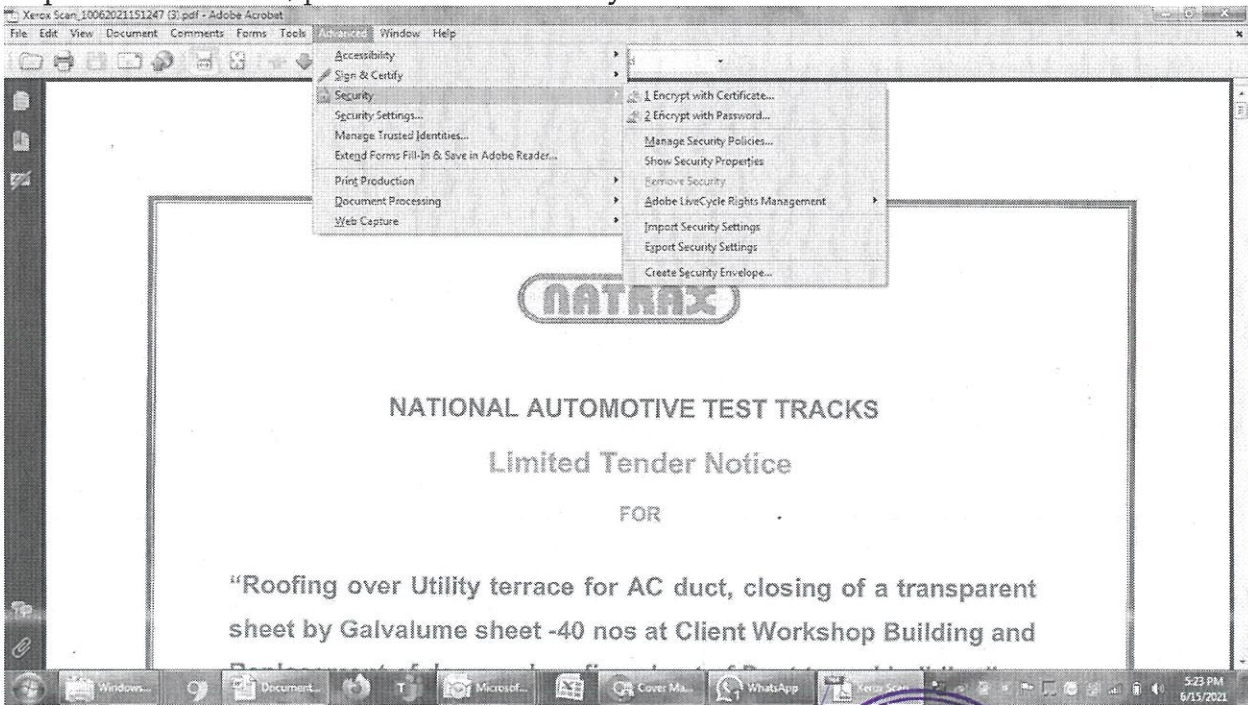 Xerox Scan_10062021151247 (3).pdf - Adobe Acrobat
File Edit View Document Comments Forms Tools Advanced Window Help
Accessibility
Sign & Certify
Security
Security Settings...
Manage Trusted Identities...
Extend Forms Fill-In & Save in Adobe Reader...
Print Production
Document Processing
Web Capture
1 Encrypt with Certificate...
2 Encrypt with Password...
Manage Security Policies...
Show Security Properties
Remove Security
Adobe LiveCycle Rights Management
Import Security Settings
Export Security Settings
Create Security Envelope...
NATRAX
NATIONAL AUTOMOTIVE TEST TRACKS
Limited Tender Notice
FOR
“Roofing over Utility terrace for AC duct, closing of a transparent
sheet by Galvalume sheet -40 nos at Client Workshop Building and
Windows... Document... Microsof... Cover Ma... WhatsApp Xerox Scan... 5:23 PM
6/15/2021